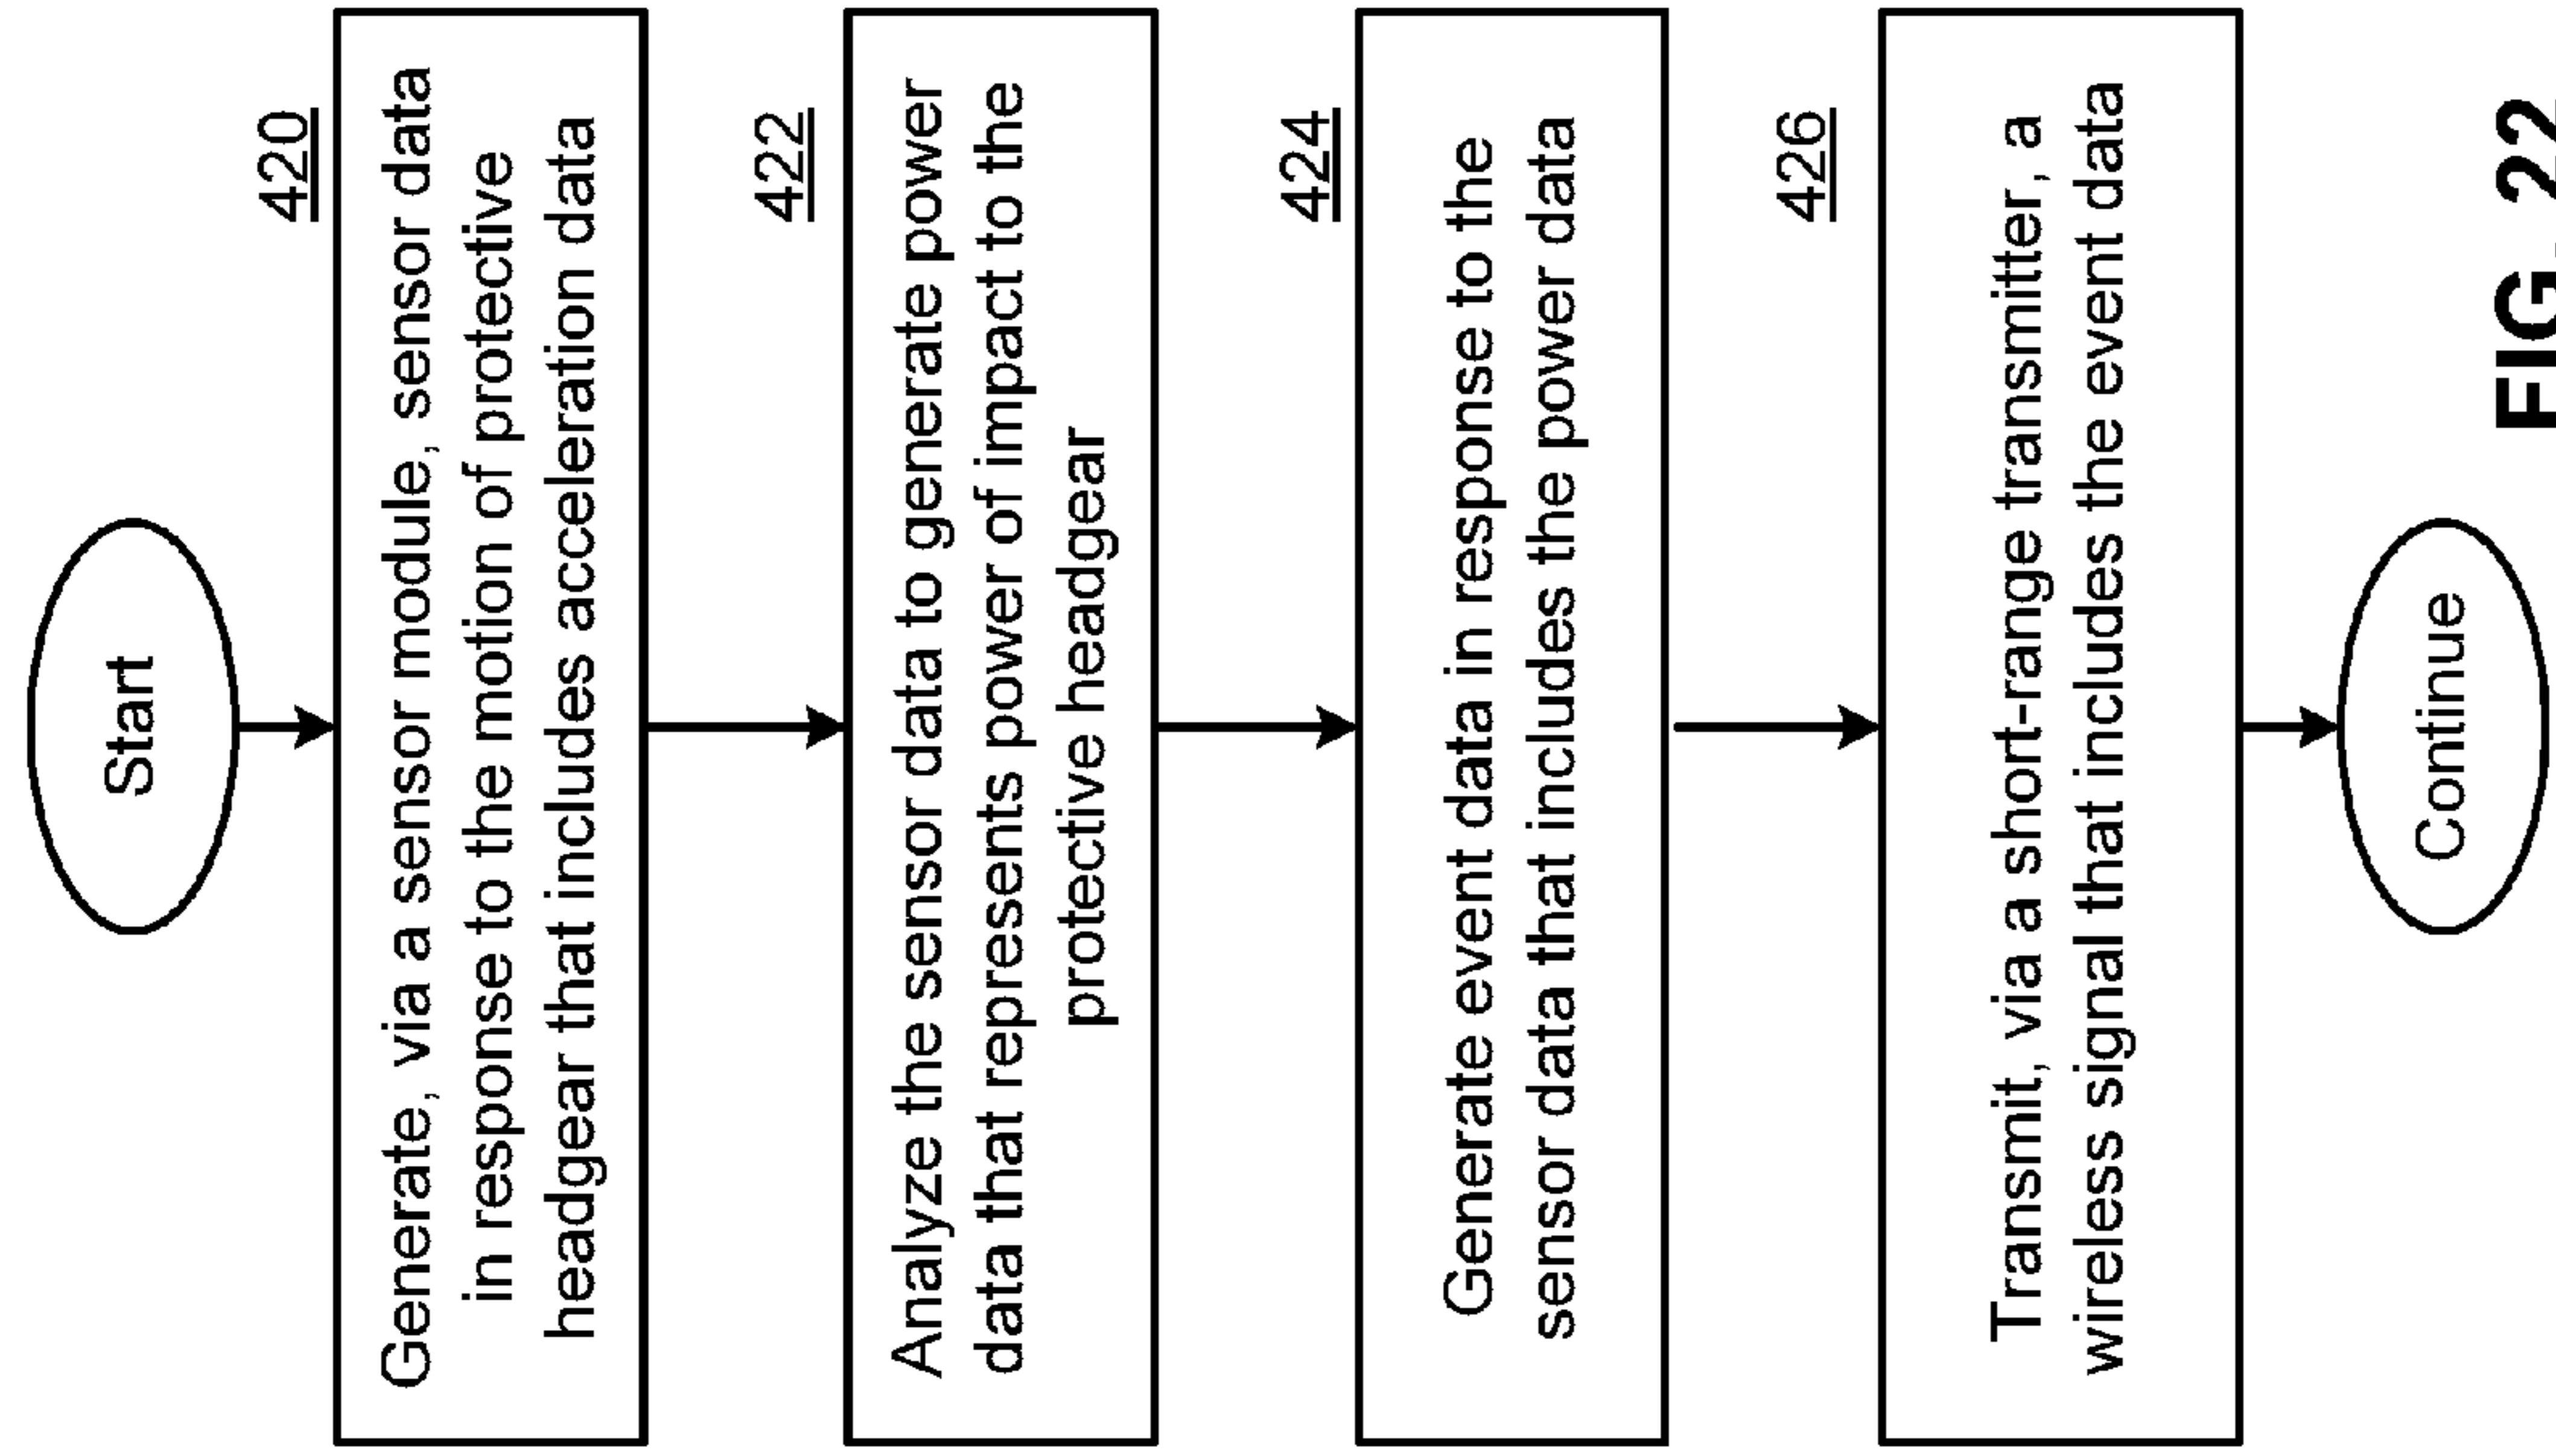 Start
420
Generate, via a sensor module, sensor data
in response to the motion of protective
headgear that includes acceleration data
422
Analyze the sensor data to generate power
data that represents power of impact to the
protective headgear
424
Generate event data in response to the
sensor data that includes the power data
426
Transmit, via a short-range transmitter, a
wireless signal that includes the event data
Continue
FIG. 22